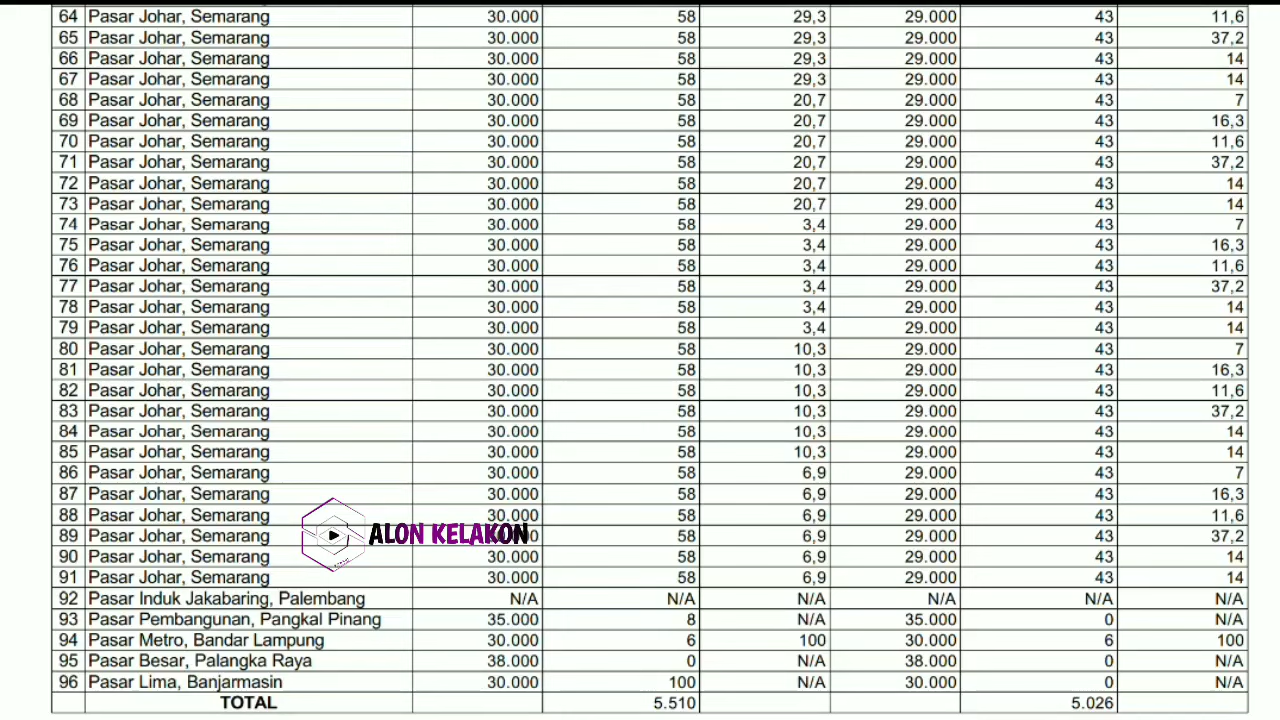 64 Pasar Johar, Semarang 30.000 58 29,3 29.000 43 11,6
65 Pasar Johar, Semarang 30.000 58 29,3 29.000 43 37,2
66 Pasar Johar, Semarang 30.000 58 29,3 29.000 43 14
67 Pasar Johar, Semarang 30.000 58 29,3 29.000 43 14
68 Pasar Johar, Semarang 30.000 58 20,7 29.000 43 7
69 Pasar Johar, Semarang 30.000 58 20,7 29.000 43 16,3
70 Pasar Johar, Semarang 30.000 58 20,7 29.000 43 11,6
71 Pasar Johar, Semarang 30.000 58 20,7 29.000 43 37,2
72 Pasar Johar, Semarang 30.000 58 20,7 29.000 43 14
73 Pasar Johar, Semarang 30.000 58 20,7 29.000 43 14
74 Pasar Johar, Semarang 30.000 58 3,4 29.000 43 7
75 Pasar Johar, Semarang 30.000 58 3,4 29.000 43 16,3
76 Pasar Johar, Semarang 30.000 58 3,4 29.000 43 11,6
77 Pasar Johar, Semarang 30.000 58 3,4 29.000 43 37,2
78 Pasar Johar, Semarang 30.000 58 3,4 29.000 43 14
79 Pasar Johar, Semarang 30.000 58 3,4 29.000 43 14
80 Pasar Johar, Semarang 30.000 58 10,3 29.000 43 7
81 Pasar Johar, Semarang 30.000 58 10,3 29.000 43 16,3
82 Pasar Johar, Semarang 30.000 58 10,3 29.000 43 11,6
83 Pasar Johar, Semarang 30.000 58 10,3 29.000 43 37,2
84 Pasar Johar, Semarang 30.000 58 10,3 29.000 43 14
85 Pasar Johar, Semarang 30.000 58 10,3 29.000 43 14
86 Pasar Johar, Semarang 30.000 58 6,9 29.000 43 7
87 Pasar Johar, Semarang 30.000 58 6,9 29.000 43 16,3
88 Pasar Johar, Semarang 30.000 58 6,9 29.000 43 11,6
ALON KELAKON
89 Pasar Johar, Semarang 58 6,9 29.000 43 37,2
90 Pasar Johar, Semarang 30.000 58 6,9 29.000 43 14
91 Pasar Johar, Semarang 30.000 58 6,9 29.000 43 14
92 Pasar Induk Jakabaring, Palembang N/A N/A N/A N/A N/A N/A
93 Pasar Pembangunan, Pangkal Pinang 35.000 8 N/A 35.000 0 N/A
94 Pasar Metro, Bandar Lampung 30.000 6 100 30.000 6 100
95 Pasar Besar, Palangka Raya 38.000 0 N/A 38.000 0 N/A
96 Pasar Lima, Banjarmasin 30.000 100 N/A 30.000 0 N/A
TOTAL 5.510 5.026